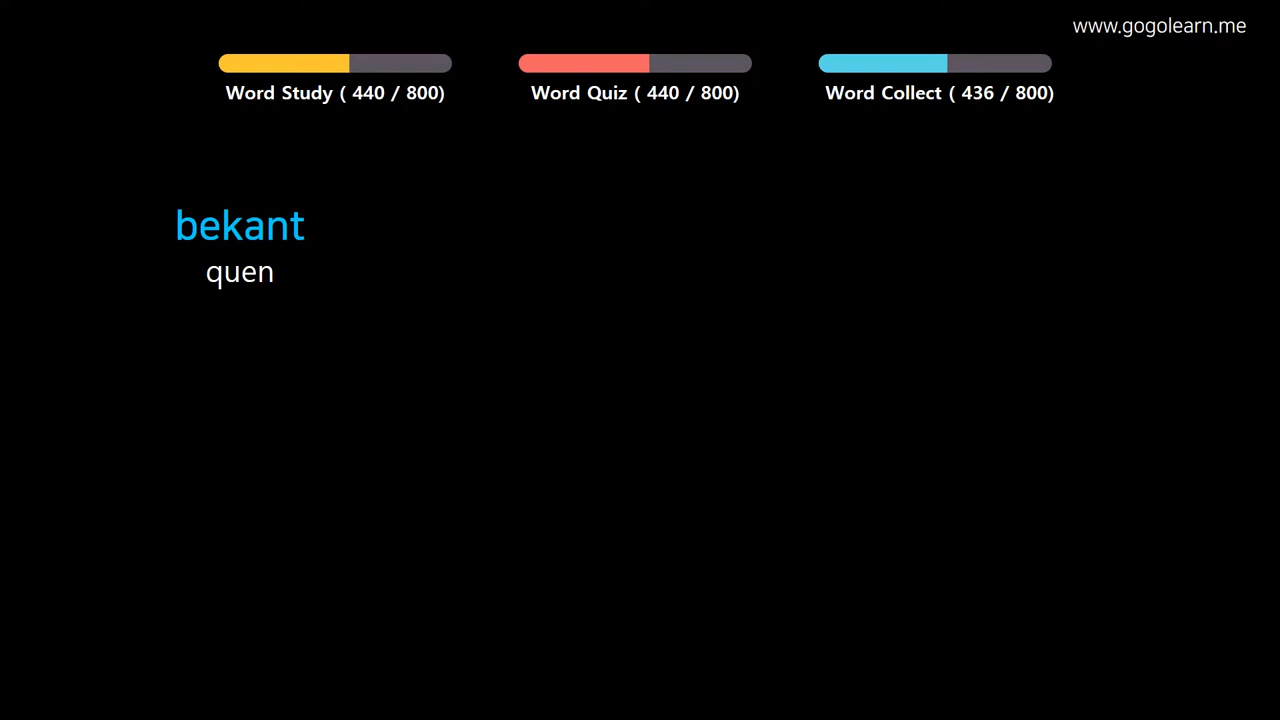 www.gogolearn.me
Word Study ( 440 / 800)
Word Quiz ( 440 / 800)
Word Collect ( 436 / 800)
bekant
quen